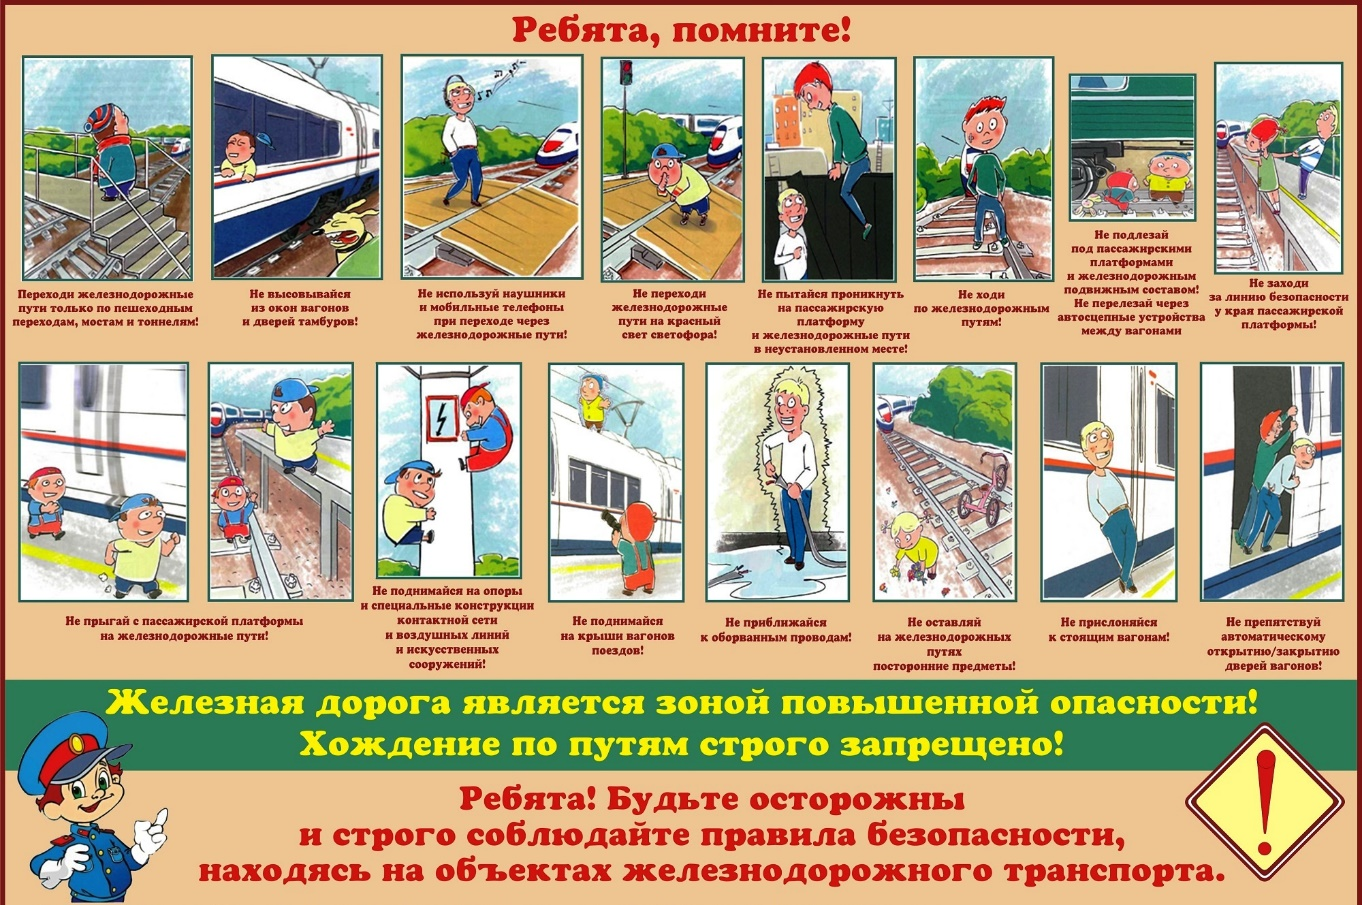 Ребята, помните!
Переходи железнодорожные
пути только по пешеходным
переходам, мостам и тоннелям!
Не высовывайся
из окон вагонов
и дверей тамбуров!
Не используй наушники
и мобильные телефоны
при переходе через
железнодорожные пути!
Не переходи
железнодорожные
пути на красный
свет светофора!
Не пытайся проникнуть
на пассажирскую
платформу
и железнодорожные пути
в неустановленном месте!
Не ходи
по железнодорожным
путям!
Не подлезай
под пассажирскими
платформами
и железнодорожным
подвижным составом!
Не перелезай через
автосцепные устройства
между вагонами
Не заходи
за линию безопасности
у края пассажирской
платформы!
Не прыгай с пассажирской платформы
на железнодорожные пути!
Не поднимайся на опоры
и специальные конструкции
контактной сети
и воздушных линий
и искусственных
сооружений!
Не поднимайся
на крыши вагонов
поездов!
Не приближайся
к оборванным проводам!
Не оставляй
на железнодорожных
путях
посторонние предметы!
Не прислоняйся
к стоящим вагонам!
Не препятствуй
автоматическому
открытию/закрытию
дверей вагонов!
Железная дорога является зоной повышенной опасности!
Хождение по путям строго запрещено!
Ребята! Будьте осторожны
и строго соблюдайте правила безопасности,
находясь на объектах железнодорожного транспорта.
!